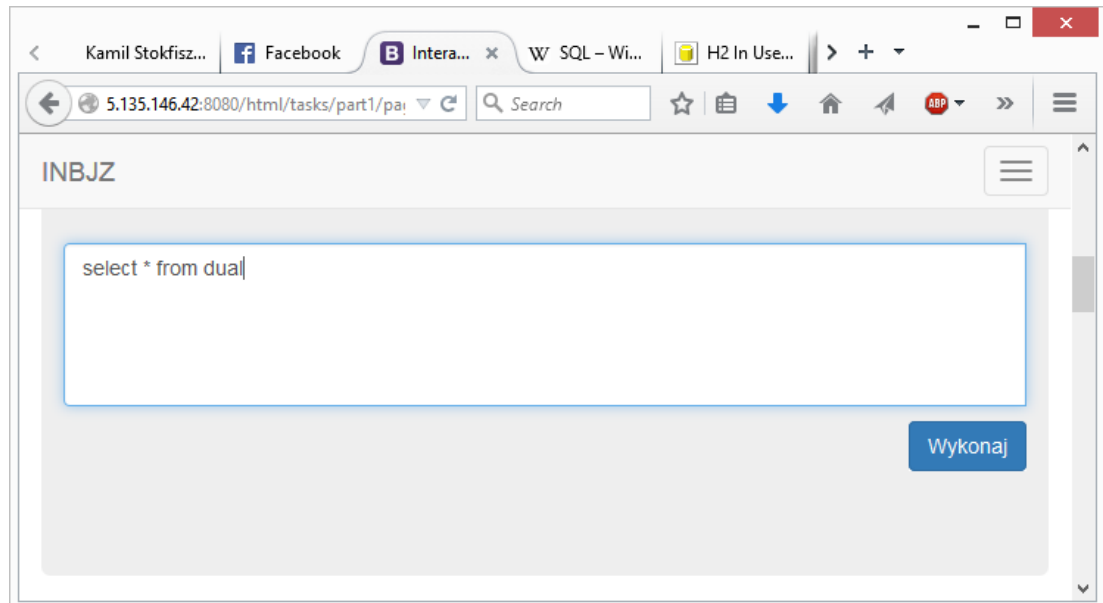 Kamil Stokfisz... Facebook Intera... W SQL – Wi... H2 In Use...
5.135.146.42:8080/html/tasks/part1/pa Search ABP
INBJZ
select * from dual
Wykonaj